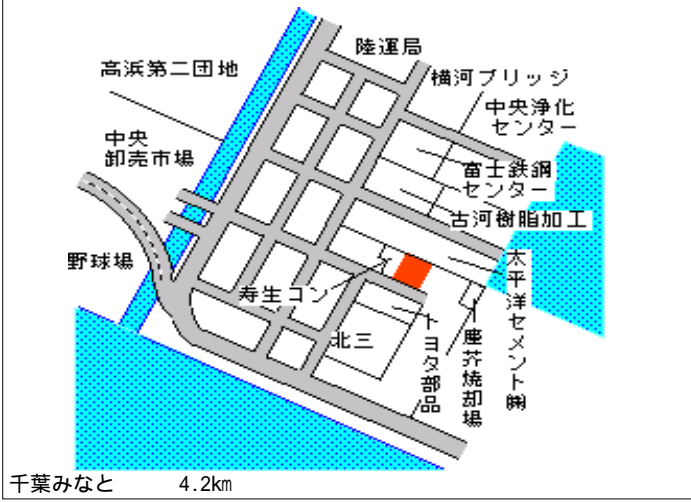 陸運局
高浜第二団地
横河ブリッジ
中央浄化
センター
中央
卸売市場
富士鉄鋼
センター
古河樹脂加工
野球場
太平洋セメント㈱
寿生コン
北三
トヨタ部品
塵芥焼却場
千葉みなと 4.2km